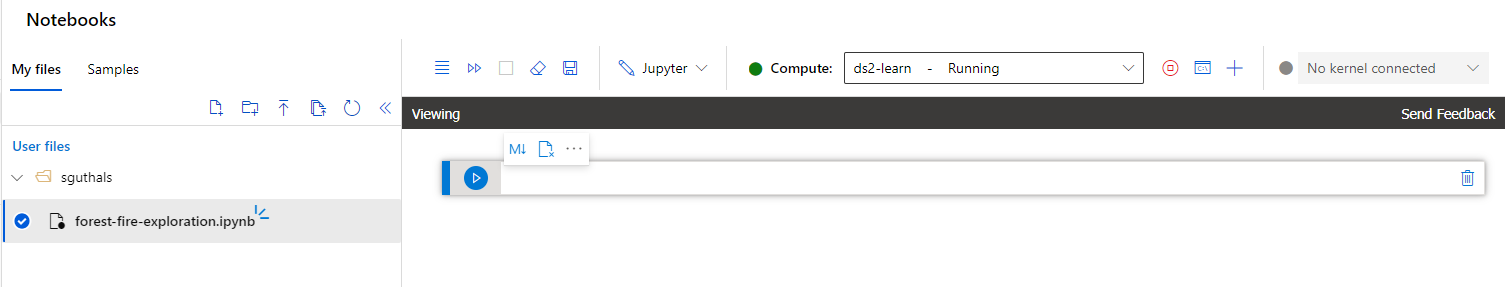 Notebooks
My files Samples
Jupyter Compute: ds2-learn - Running No kernel connected
Viewing Send Feedback
M↓ ···
User files
sguthals
forest-fire-exploration.ipynb